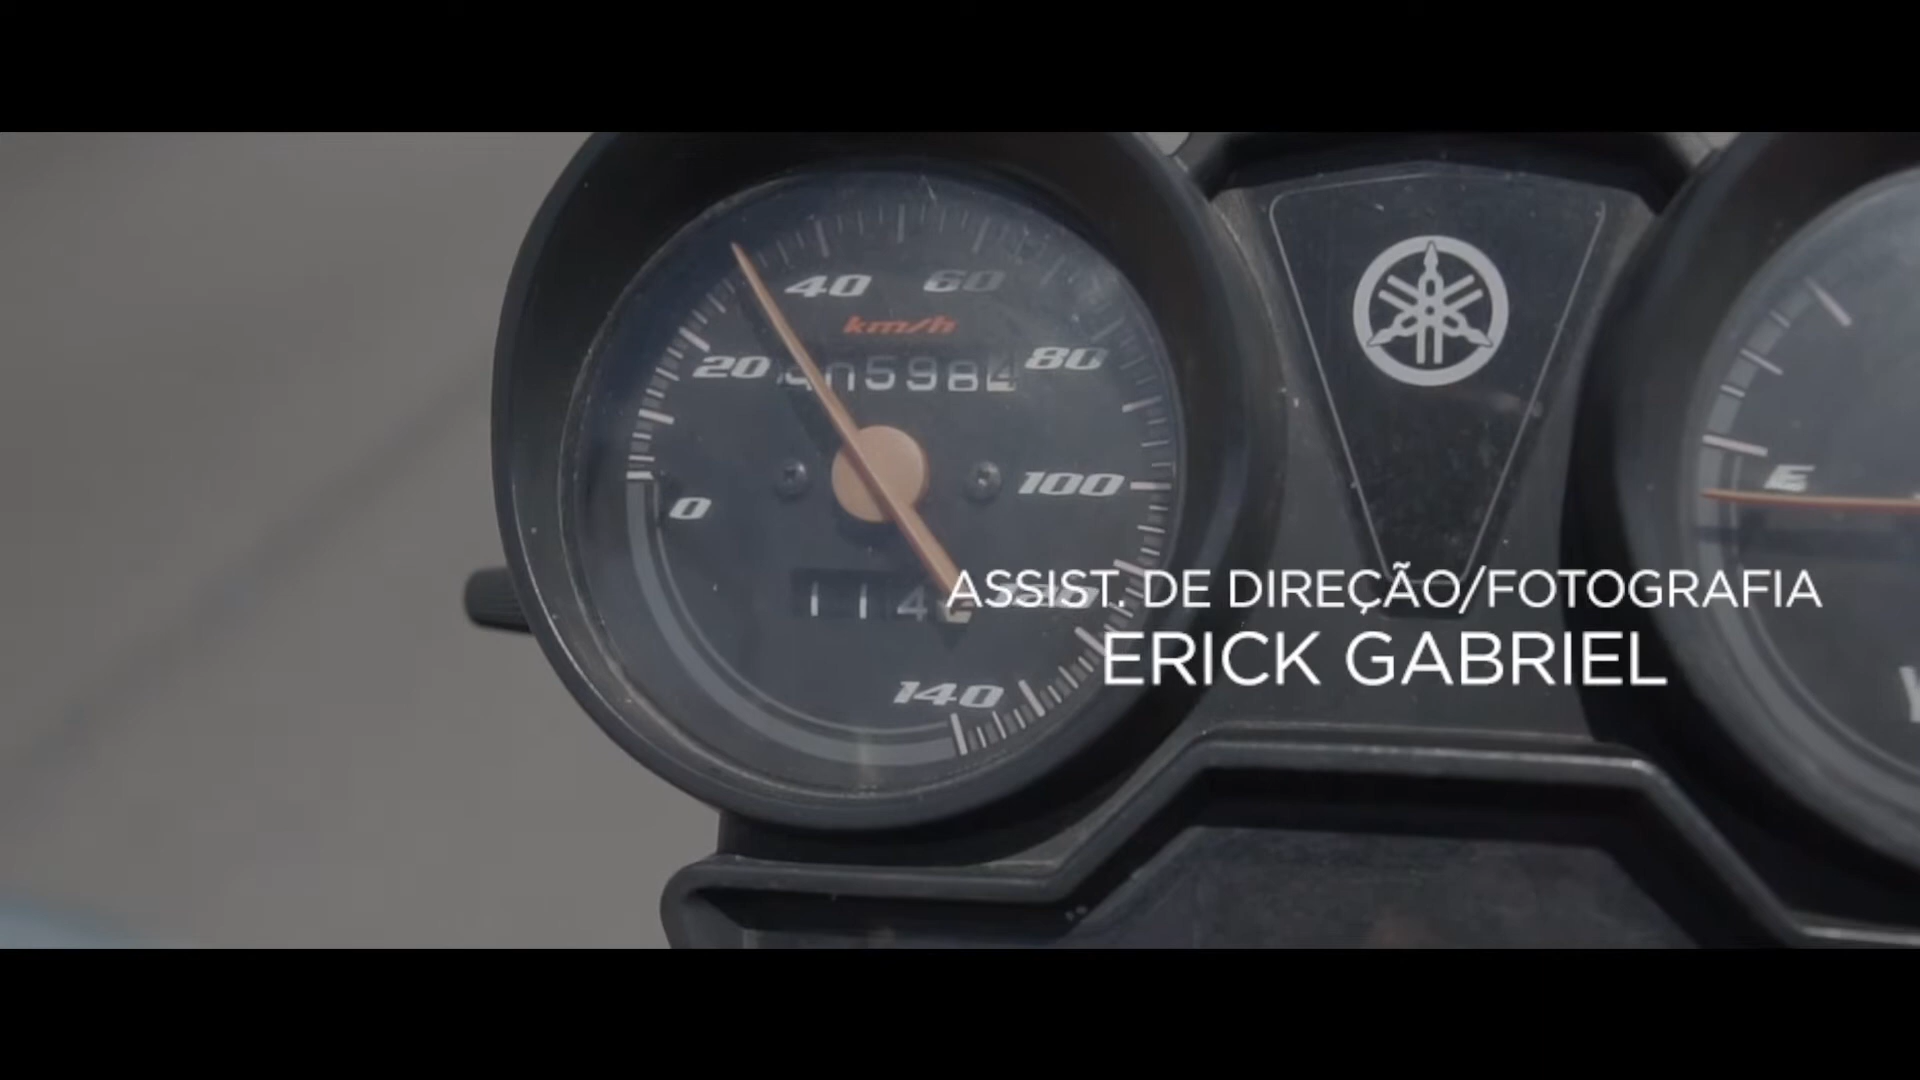 40 60
km/h
20 80
100
0
E
ASSIST. DE DIREÇÃO/FOTOGRAFIA
ERICK GABRIEL
140